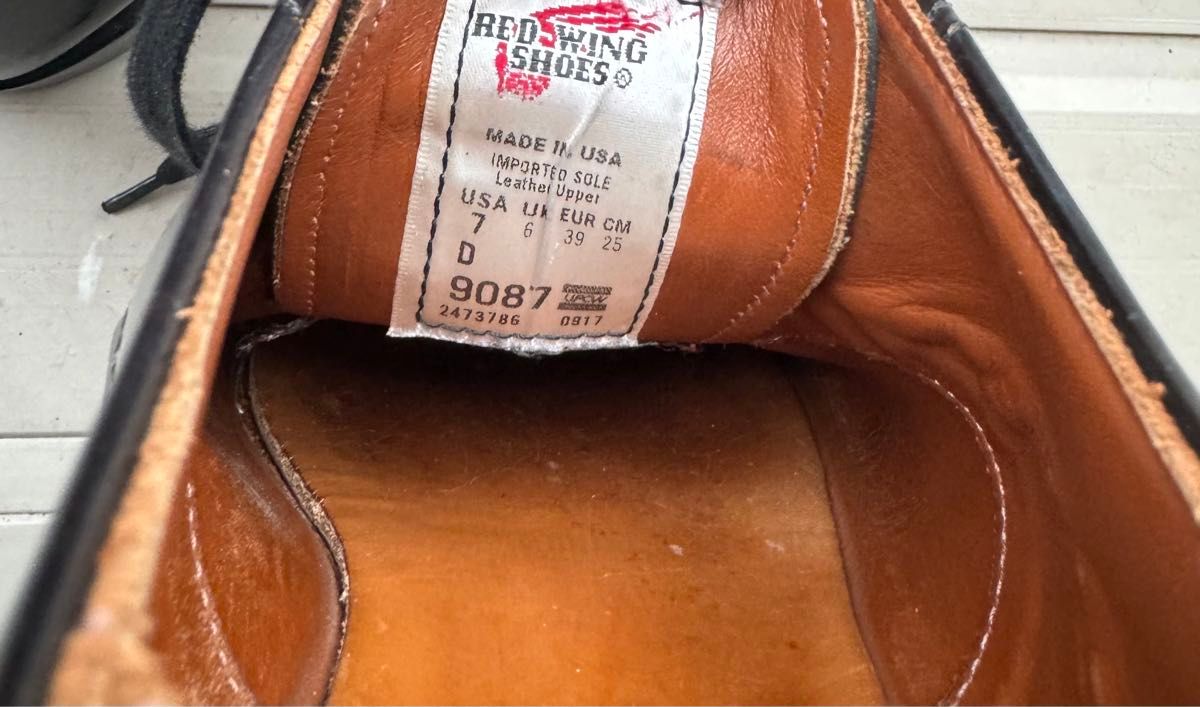 RED WING
SHOES®
MADE IN USA
IMPORTED SOLE
Leather Upper
USA UK EUR CM
7 6 39 25
D
9087 UFCW
2473786 0917